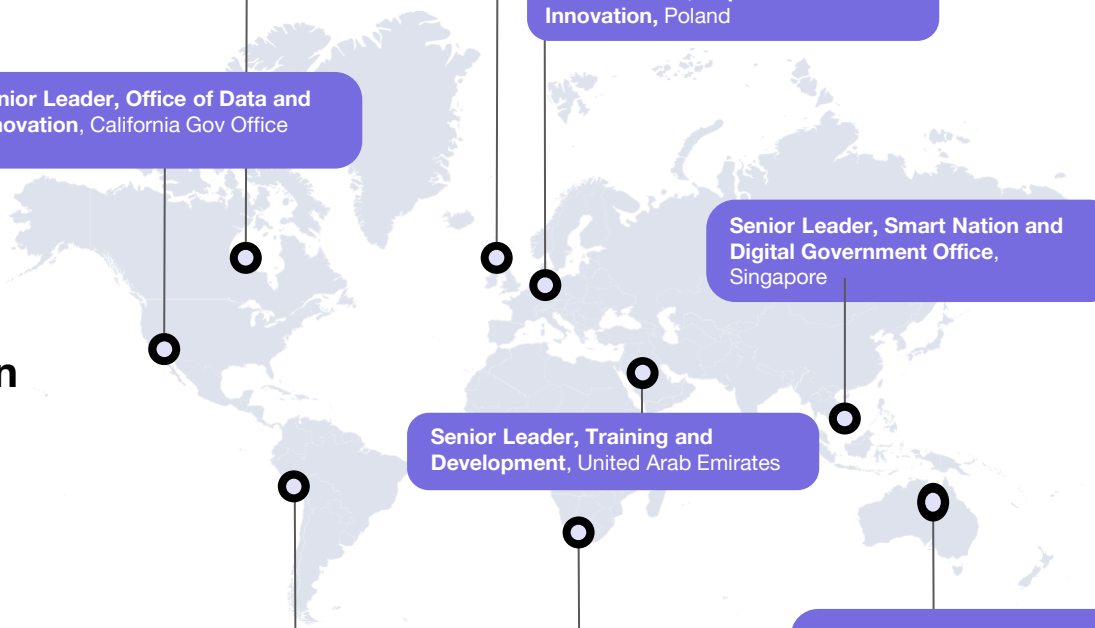 Innovation, Poland
nior Leader, Office of Data and
ovation, California Gov Office
Senior Leader, Smart Nation and
Digital Government Office,
Singapore
n
Senior Leader, Training and
Development, United Arab Emirates